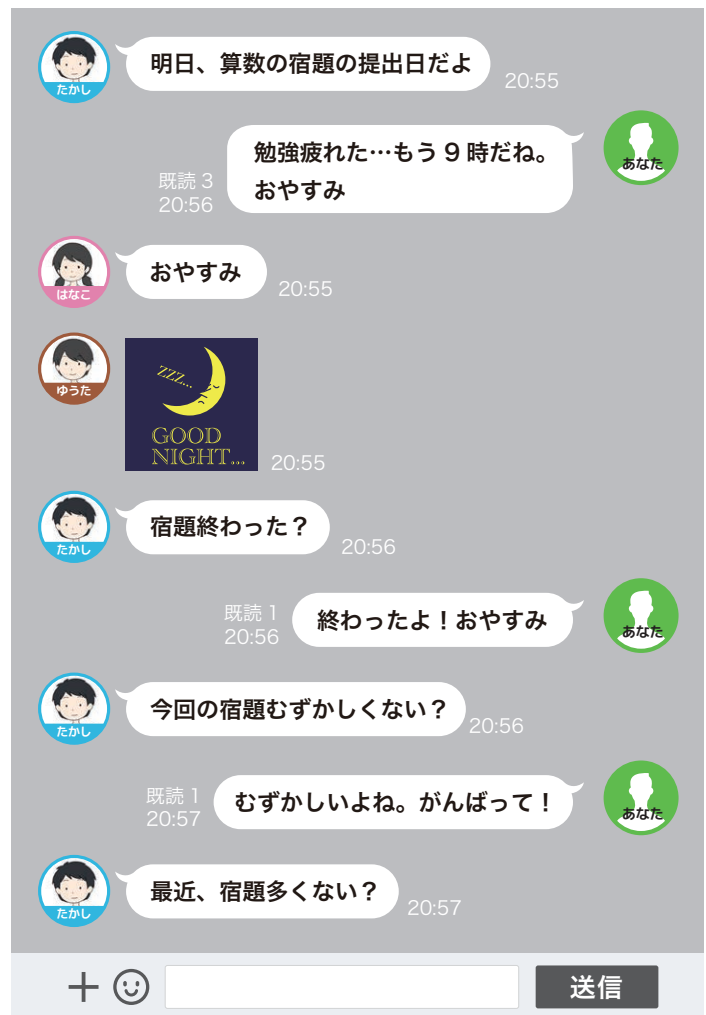 明日、算数の宿題の提出日だよ
たかし
20:55
勉強疲れた…もう9時だね。
おやすみ
あなた
既読 3
20:56
おやすみ
はなこ
20:55
ZZZ...
GOOD
NIGHT...
ゆうた
20:55
宿題終わった？
たかし
20:56
終わったよ！おやすみ
あなた
既読 1
20:56
今回の宿題むずかしくない？
たかし
20:56
むずかしいよね。がんばって！
あなた
既読 1
20:57
最近、宿題多くない？
たかし
20:57
送信